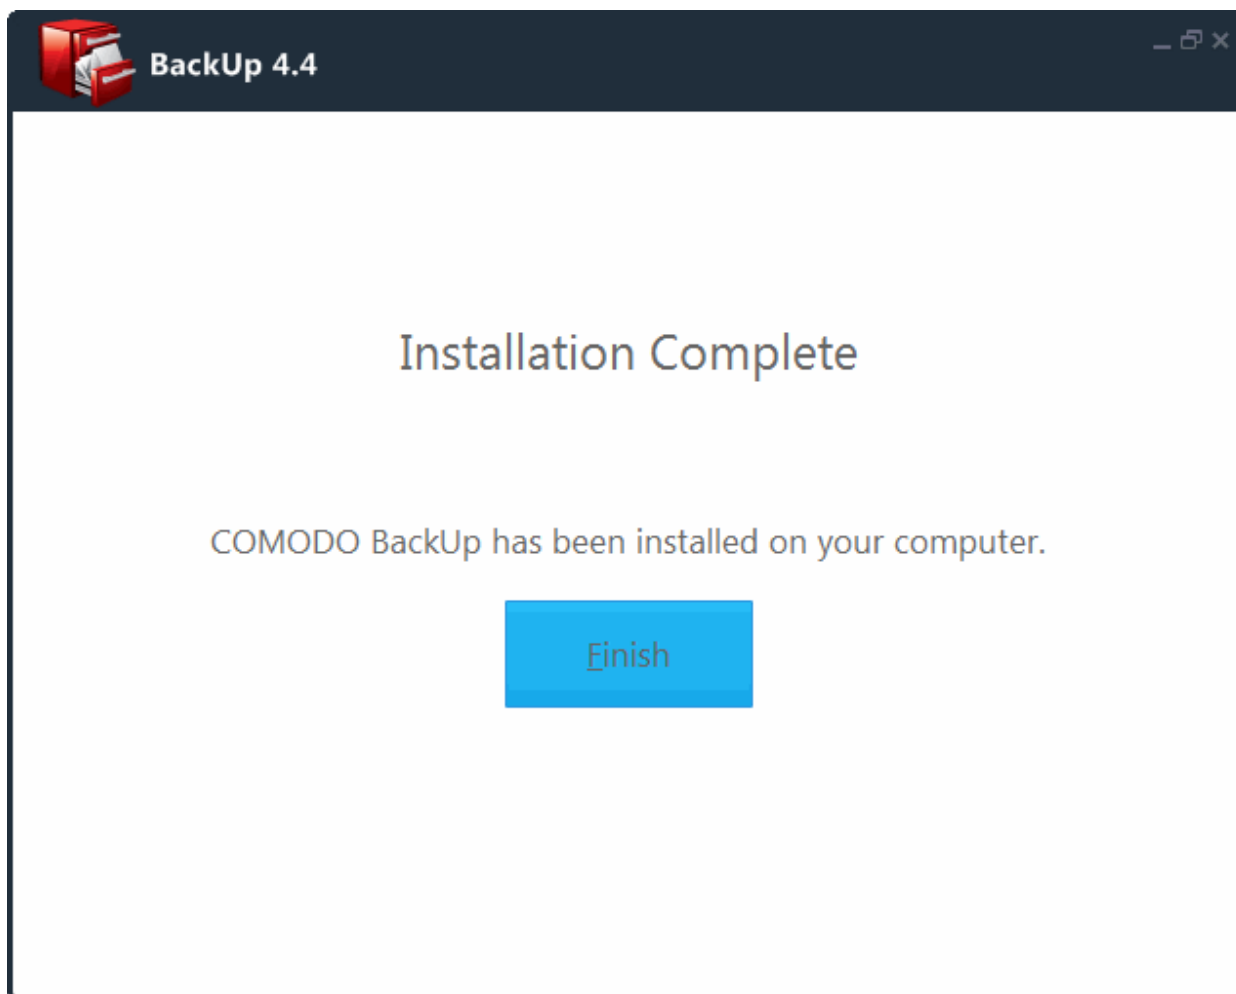 BackUp 4.4
Installation Complete
COMODO BackUp has been installed on your computer.
Finish